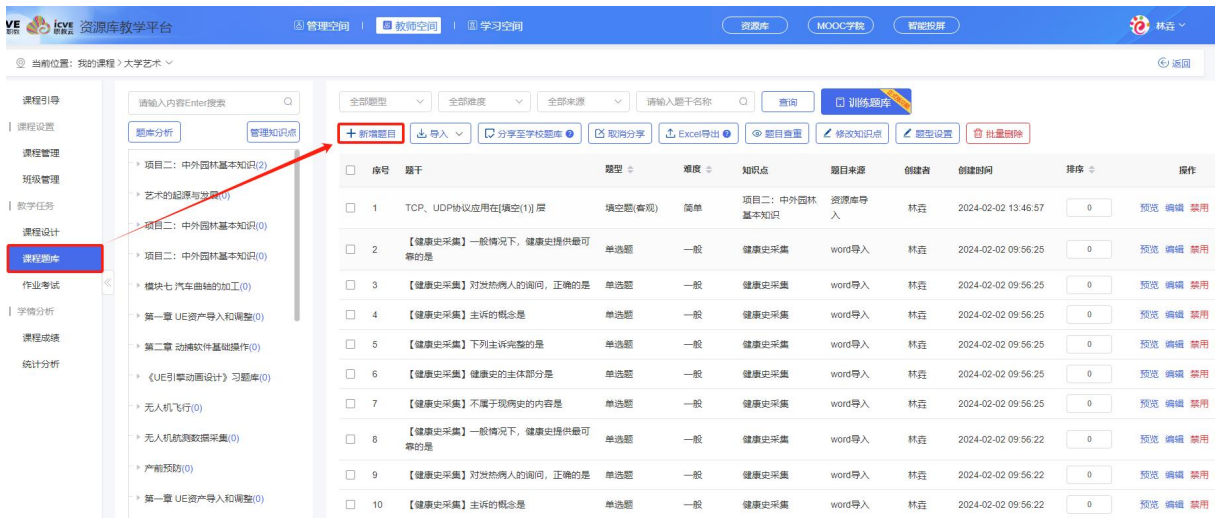 icve 职教云 资源库教学平台 管理空间 教师空间 学习空间 资源库 MOOC学院 智能投屏 林垚
当前位置：我的课程>大学艺术 返回
课程引导
课程设置
课程管理
班级管理
教学任务
课程设计
课程题库
作业考试
学情分析
课程成绩
统计分析
请输入内容Enter搜索
题库分析 管理知识点
项目二：中外园林基本知识(2)
艺术的起源与发展(0)
项目二：中外园林基本知识(0)
项目二：中外园林基本知识(0)
模块七 汽车曲轴的加工(0)
第一章 UE资产导入和调整(0)
第二章 动捕软件基础操作(0)
《UE引擎动画设计》习题库(0)
无人机飞行(0)
无人机航测数据采集(0)
产前预防(0)
第一章 UE资产导入和调整(0)
全部题型 全部难度 全部来源 请输入题干名称 查询 训练题库
新增题目 导入 分享至学校题库 取消分享 Excel导出 题目查重 修改知识点 题型设置 批量删除
序号 题干 题型 难度 知识点 题目来源 创建者 创建时间 排序 操作
1 TCP、UDP协议应用在[填空(1)] 层 填空题(客观) 简单 项目二：中外园林 资源库导 林垚 2024-02-02 13:46:57 0 预览 编辑 禁用
基本知识 入
2 【健康史采集】一般情况下，健康史提供最可 单选题 一般 健康史采集 word导入 林垚 2024-02-02 09:56:25 0 预览 编辑 禁用
靠的是
3 【健康史采集】对发热病人的询问，正确的是 单选题 一般 健康史采集 word导入 林垚 2024-02-02 09:56:25 0 预览 编辑 禁用
4 【健康史采集】主诉的概念是 单选题 一般 健康史采集 word导入 林垚 2024-02-02 09:56:25 0 预览 编辑 禁用
5 【健康史采集】下列主诉完整的是 单选题 一般 健康史采集 word导入 林垚 2024-02-02 09:56:25 0 预览 编辑 禁用
6 【健康史采集】健康史的主体部分是 单选题 一般 健康史采集 word导入 林垚 2024-02-02 09:56:25 0 预览 编辑 禁用
7 【健康史采集】不属于现病史的内容是 单选题 一般 健康史采集 word导入 林垚 2024-02-02 09:56:25 0 预览 编辑 禁用
8 【健康史采集】一般情况下，健康史提供最可 单选题 一般 健康史采集 word导入 林垚 2024-02-02 09:56:22 0 预览 编辑 禁用
靠的是
9 【健康史采集】对发热病人的询问，正确的是 单选题 一般 健康史采集 word导入 林垚 2024-02-02 09:56:22 0 预览 编辑 禁用
10 【健康史采集】主诉的概念是 单选题 一般 健康史采集 word导入 林垚 2024-02-02 09:56:22 0 预览 编辑 禁用